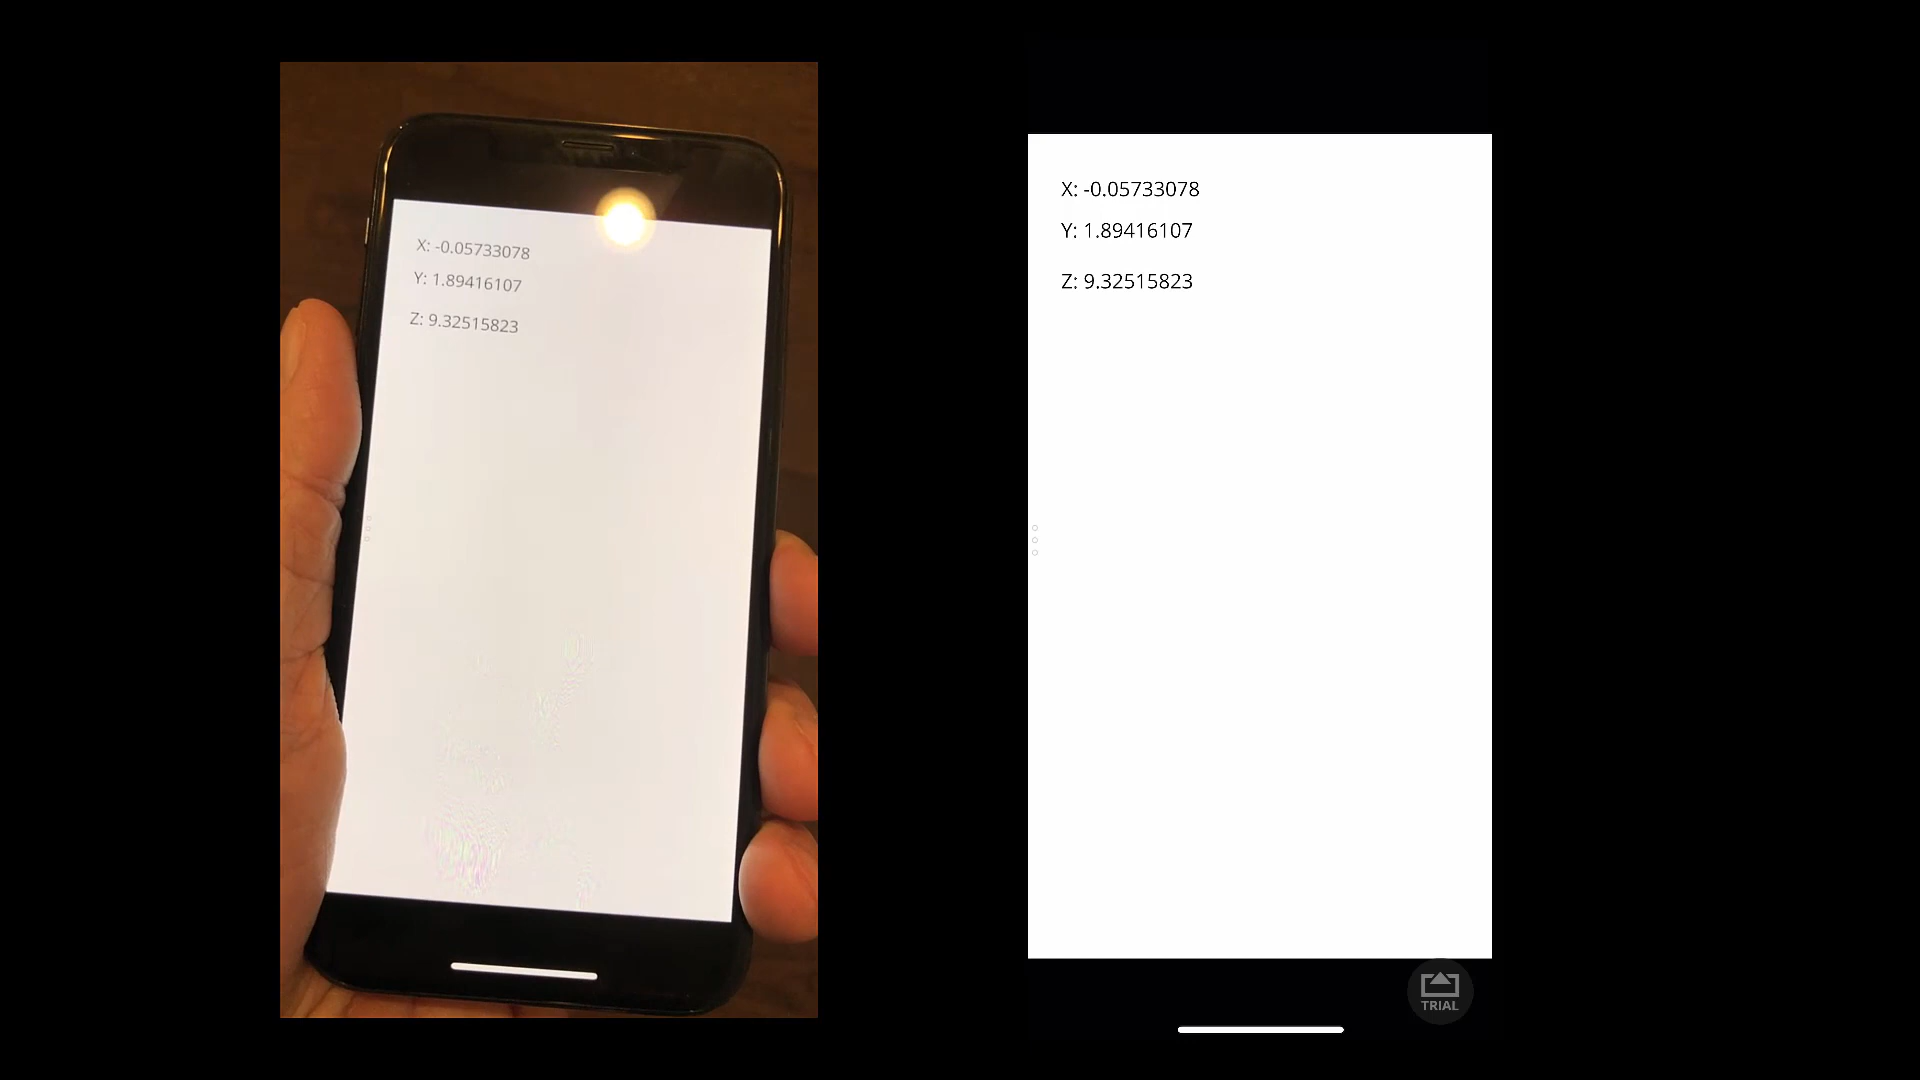 X: -0.05733078
Y: 1.89416107
Z: 9.32515823
X: -0.05733078
Y: 1.89416107
Z: 9.32515823
TRIAL